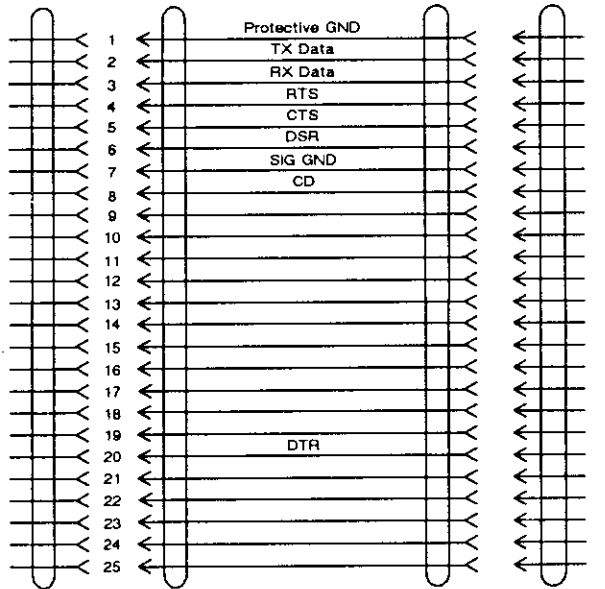 Protective GND
1
TX Data
2
RX Data
3
RTS
4
CTS
5
DSR
6
SIG GND
7
CD
8
9
10
11
12
13
14
15
16
17
18
19
DTR
20
21
22
23
24
25